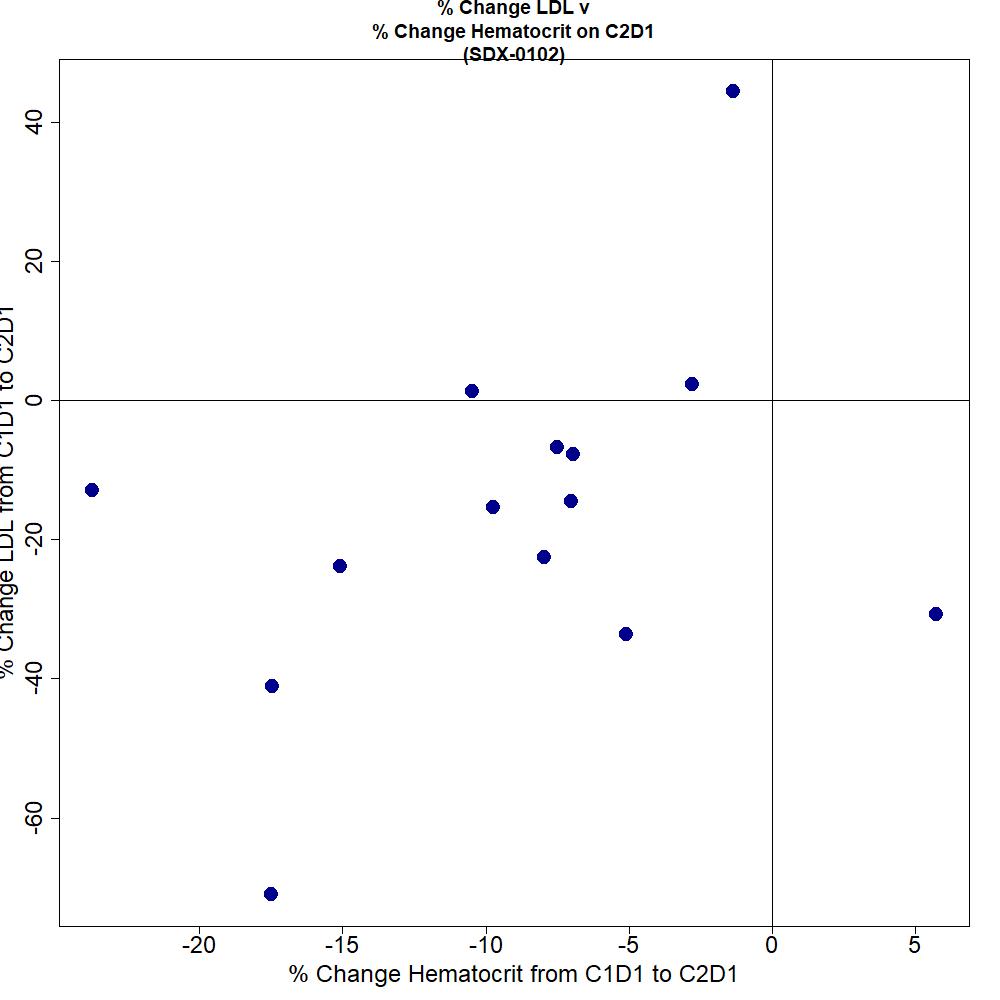 % Change LDL v
% Change Hematocrit on C2D1
(SDX-0102)
40
20
0
-20
-40
-60
% Change LDL from C1D1 to C2D1
-20
-15
-10
-5
0
5
% Change Hematocrit from C1D1 to C2D1